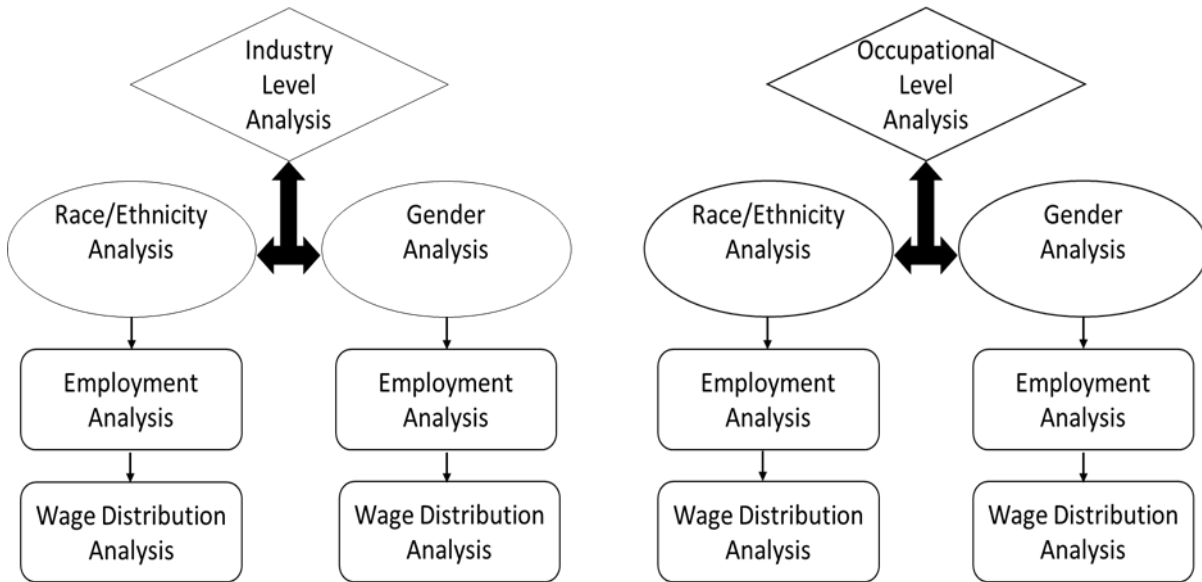 Industry
Level
Analysis
Occupational
Level
Analysis
Race/Ethnicity
Analysis
Gender
Analysis
Race/Ethnicity
Analysis
Gender
Analysis
Employment
Analysis
Employment
Analysis
Employment
Analysis
Employment
Analysis
Wage Distribution
Analysis
Wage Distribution
Analysis
Wage Distribution
Analysis
Wage Distribution
Analysis